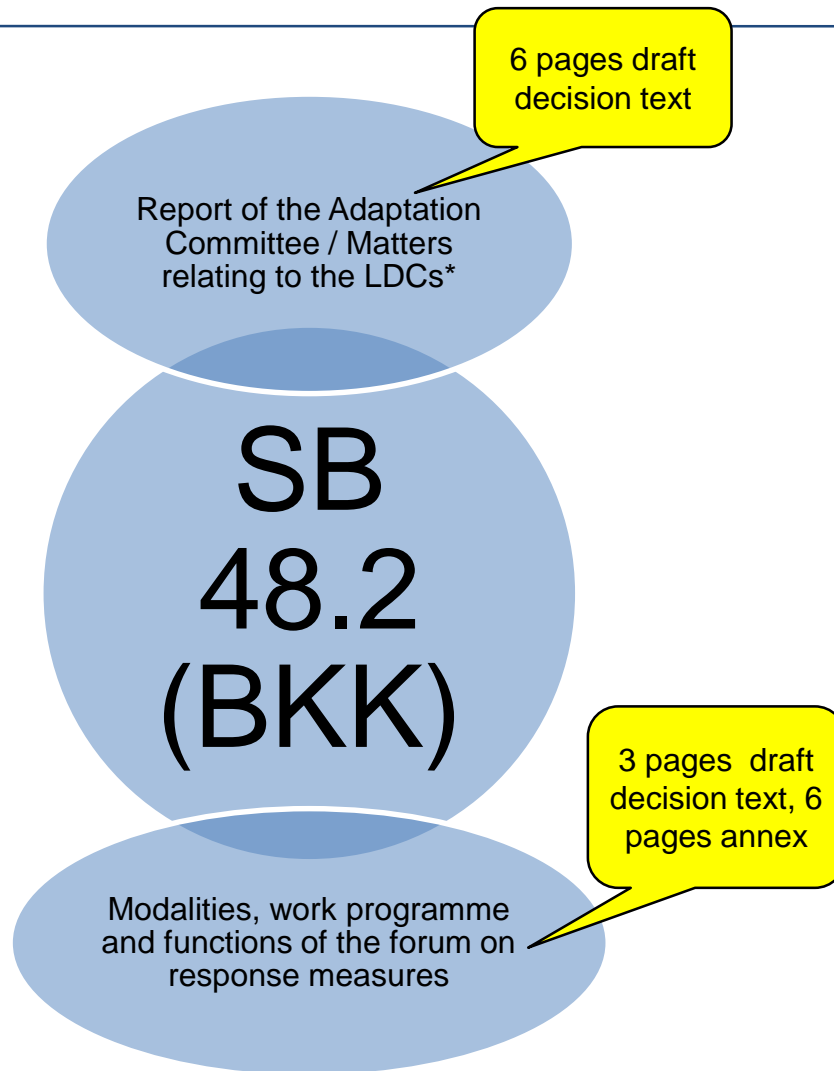 6 pages draft
decision text
Report of the Adaptation
Committee / Matters
relating to the LDCs*
SB
48.2
(BKK)
3 pages  draft
decision text, 6
pages annex
Modalities, work programme
and functions of the forum on
response measures